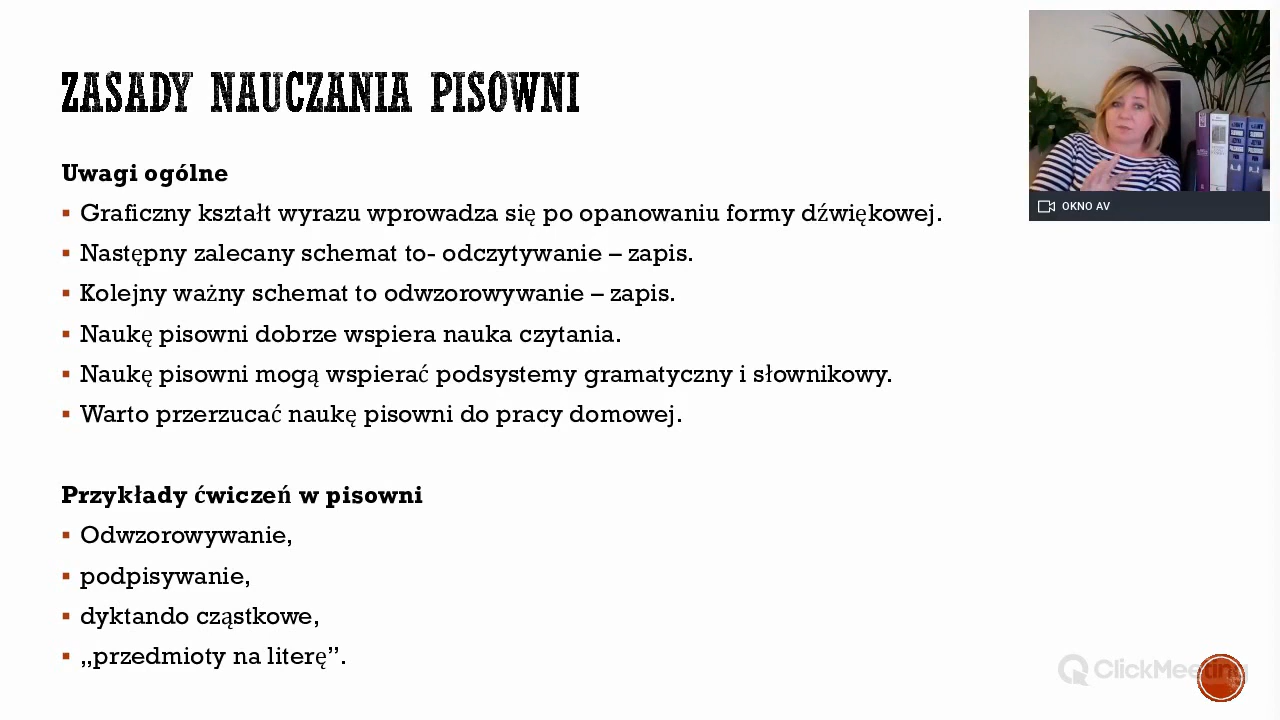 ZASADY NAUCZANIA PISOWNI
Uwagi ogólne
▪ Graficzny kształt wyrazu wprowadza się po opanowaniu formy dźwiękowej.
▪ Następny zalecany schemat to- odczytywanie – zapis.
▪ Kolejny ważny schemat to odwzorowywanie – zapis.
▪ Naukę pisowni dobrze wspiera nauka czytania.
▪ Naukę pisowni mogą wspierać podsystemy gramatyczny i słownikowy.
▪ Warto przerzucać naukę pisowni do pracy domowej.
Przykłady ćwiczeń w pisowni
▪ Odwzorowywanie,
▪ podpisywanie,
▪ dyktando cząstkowe,
▪ „przedmioty na literę”.
OKNO AV
ClickMeeting